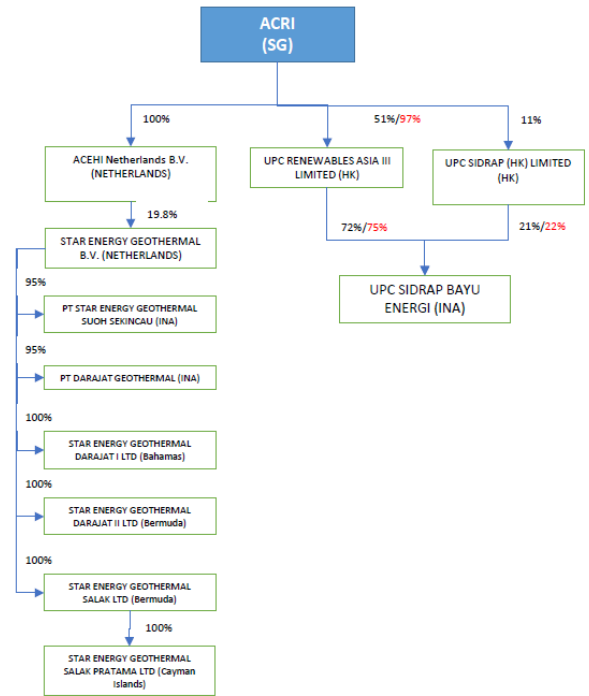 ACRI
(SG)
100%
51%/97%
11%
ACEHI Netherlands B.V.
(NETHERLANDS)
UPC RENEWABLES ASIA III
LIMITED (HK)
UPC SIDRAP (HK) LIMITED
(HK)
19.8%
72%/75%
21%/22%
STAR ENERGY GEOTHERMAL
B.V. (NETHERLANDS)
UPC SIDRAP BAYU
ENERGI (INA)
95%
PT STAR ENERGY GEOTHERMAL
SUOH SEKINCAU (INA)
95%
PT DARAJAT GEOTHERMAL (INA)
100%
STAR ENERGY GEOTHERMAL
DARAJAT I LTD (Bahamas)
100%
STAR ENERGY GEOTHERMAL
DARAJAT II LTD (Bermuda)
100%
STAR ENERGY GEOTHERMAL
SALAK LTD (Bermuda)
100%
STAR ENERGY GEOTHERMAL
SALAK PRATAMA LTD (Cayman
Islands)